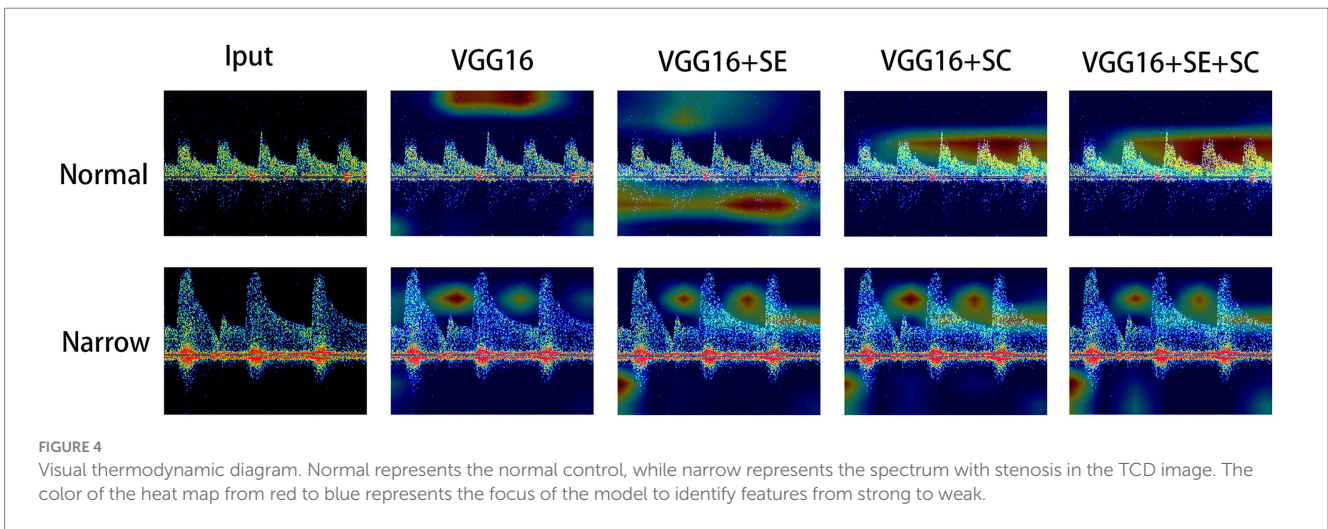 Iput VGG16 VGG16+SE VGG16+SC VGG16+SE+SC
Normal
Narrow
FIGURE 4
Visual thermodynamic diagram. Normal represents the normal control, while narrow represents the spectrum with stenosis in the TCD image. The
color of the heat map from red to blue represents the focus of the model to identify features from strong to weak.